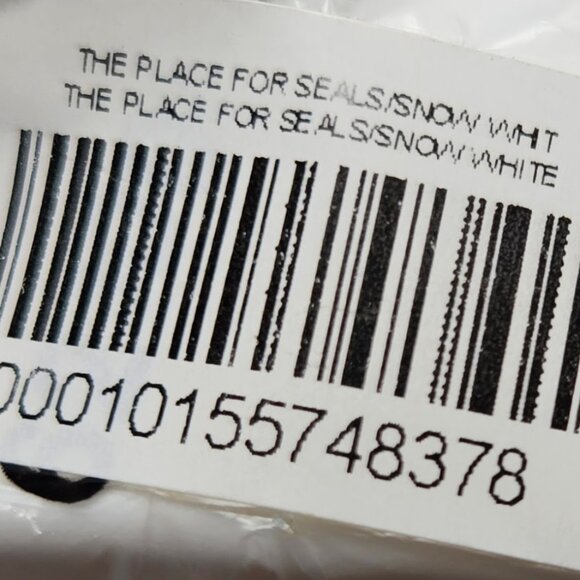 THE PLACE FOR SEALS/SNOW WHIT
THE PLACE FOR SEALS/SNOW WHITE
00010155748378